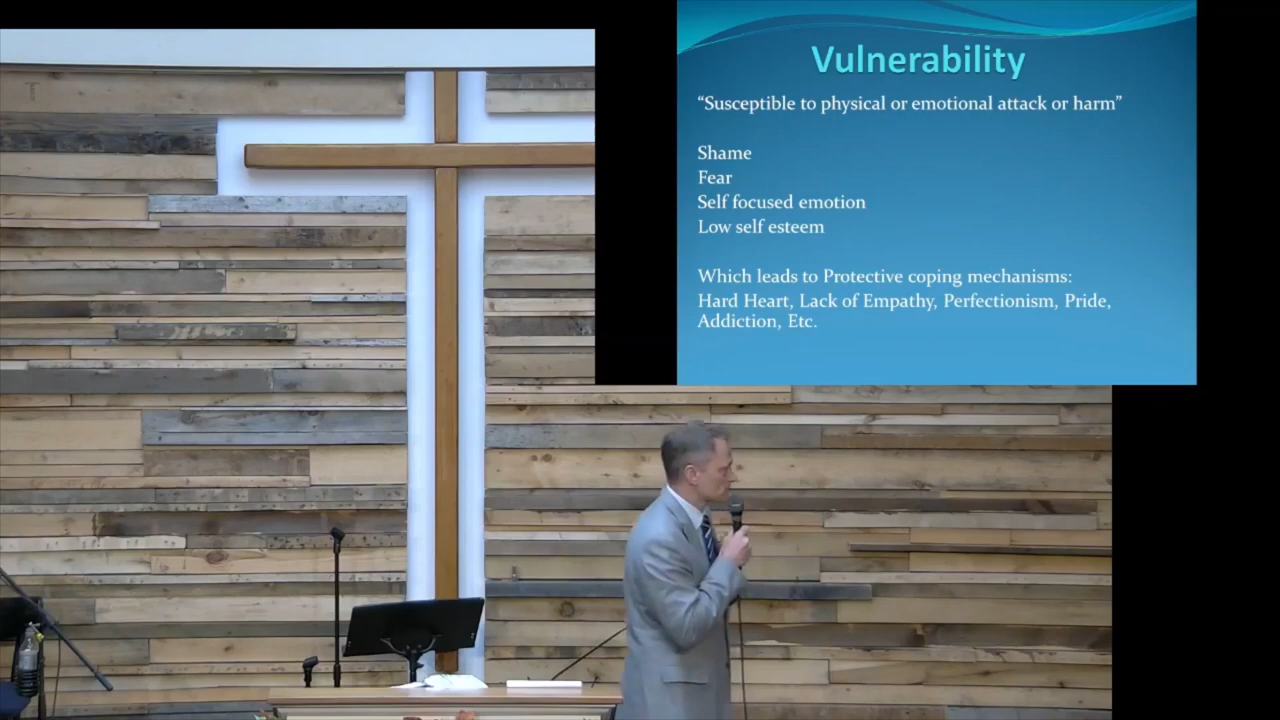 Vulnerability
“Susceptible to physical or emotional attack or harm”
Shame
Fear
Self focused emotion
Low self esteem
Which leads to Protective coping mechanisms:
Hard Heart, Lack of Empathy, Perfectionism, Pride,
Addiction, Etc.